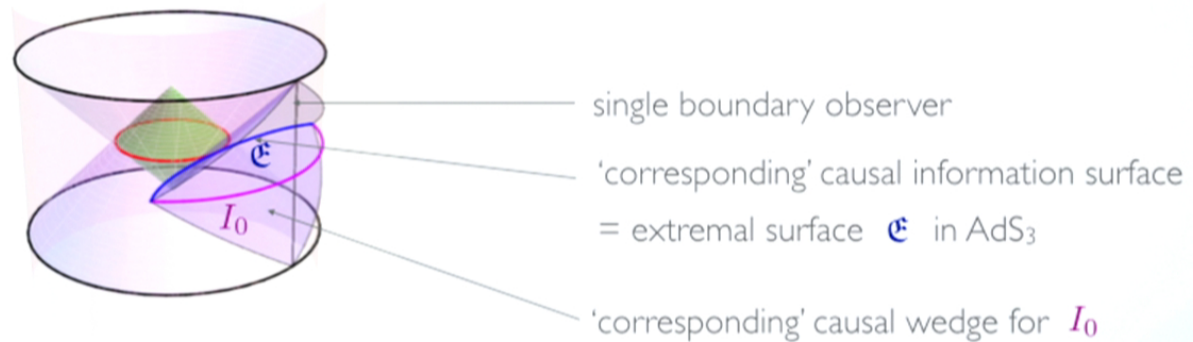 single boundary observer
'corresponding' causal information surface
= extremal surface 𝕰 in AdS₃
'corresponding' causal wedge for I₀
𝕰
I₀